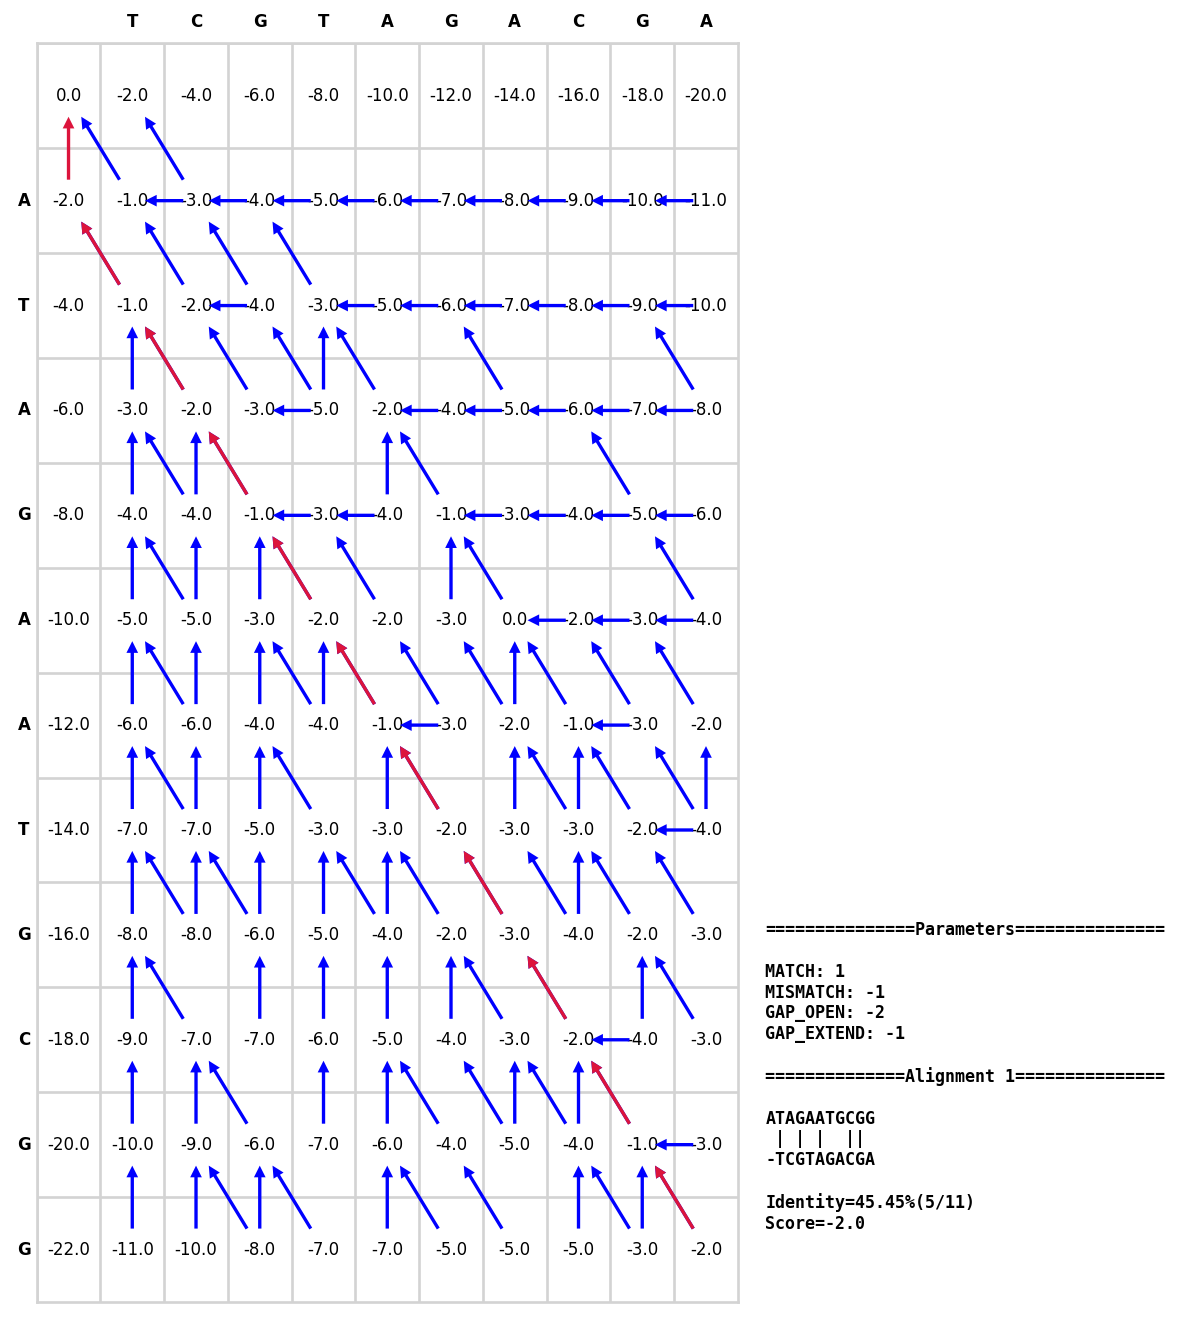 T C G T A G A C G A
0.0 -2.0 -4.0 -6.0 -8.0 -10.0 -12.0 -14.0 -16.0 -18.0 -20.0
A -2.0 -1.0 -3.0 -4.0 -5.0 -6.0 -7.0 -8.0 -9.0 -10.0 -11.0
T -4.0 -1.0 -2.0 -4.0 -3.0 -5.0 -6.0 -7.0 -8.0 -9.0 -10.0
A -6.0 -3.0 -2.0 -3.0 -5.0 -2.0 -4.0 -5.0 -6.0 -7.0 -8.0
G -8.0 -4.0 -4.0 -1.0 -3.0 -4.0 -1.0 -3.0 -4.0 -5.0 -6.0
A -10.0 -5.0 -5.0 -3.0 -2.0 -2.0 -3.0 0.0 -2.0 -3.0 -4.0
A -12.0 -6.0 -6.0 -4.0 -4.0 -1.0 -3.0 -2.0 -1.0 -3.0 -2.0
T -14.0 -7.0 -7.0 -5.0 -3.0 -3.0 -2.0 -3.0 -3.0 -2.0 -4.0
G -16.0 -8.0 -8.0 -6.0 -5.0 -4.0 -2.0 -3.0 -4.0 -2.0 -3.0
C -18.0 -9.0 -7.0 -7.0 -6.0 -5.0 -4.0 -3.0 -2.0 -4.0 -3.0
G -20.0 -10.0 -9.0 -6.0 -7.0 -6.0 -4.0 -5.0 -4.0 -1.0 -3.0
G -22.0 -11.0 -10.0 -8.0 -7.0 -7.0 -5.0 -5.0 -5.0 -3.0 -2.0
===============Parameters===============
MATCH: 1
MISMATCH: -1
GAP_OPEN: -2
GAP_EXTEND: -1
==============Alignment 1===============
ATAGAATGCGG
 | | |  ||
-TCGTAGACGA
Identity=45.45%(5/11)
Score=-2.0